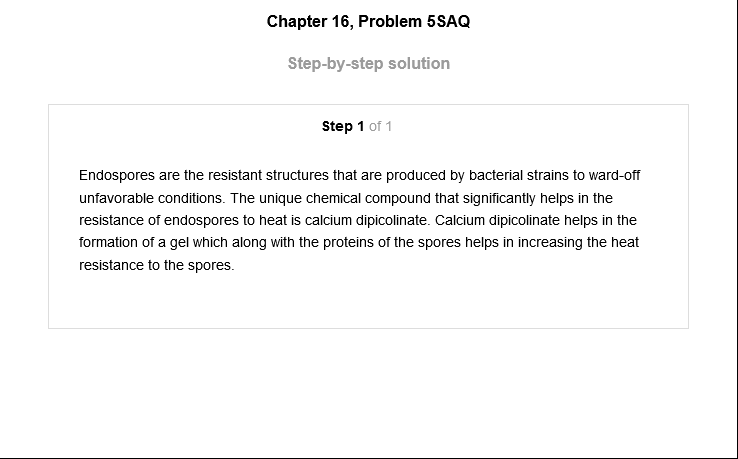 Chapter 16, Problem 5SAQ
Step-by-step solution
Step 1 of 1
Endospores are the resistant structures that are produced by bacterial strains to ward-off
unfavorable conditions. The unique chemical compound that significantly helps in the
resistance of endospores to heat is calcium dipicolinate. Calcium dipicolinate helps in the
formation of a gel which along with the proteins of the spores helps in increasing the heat
resistance to the spores.